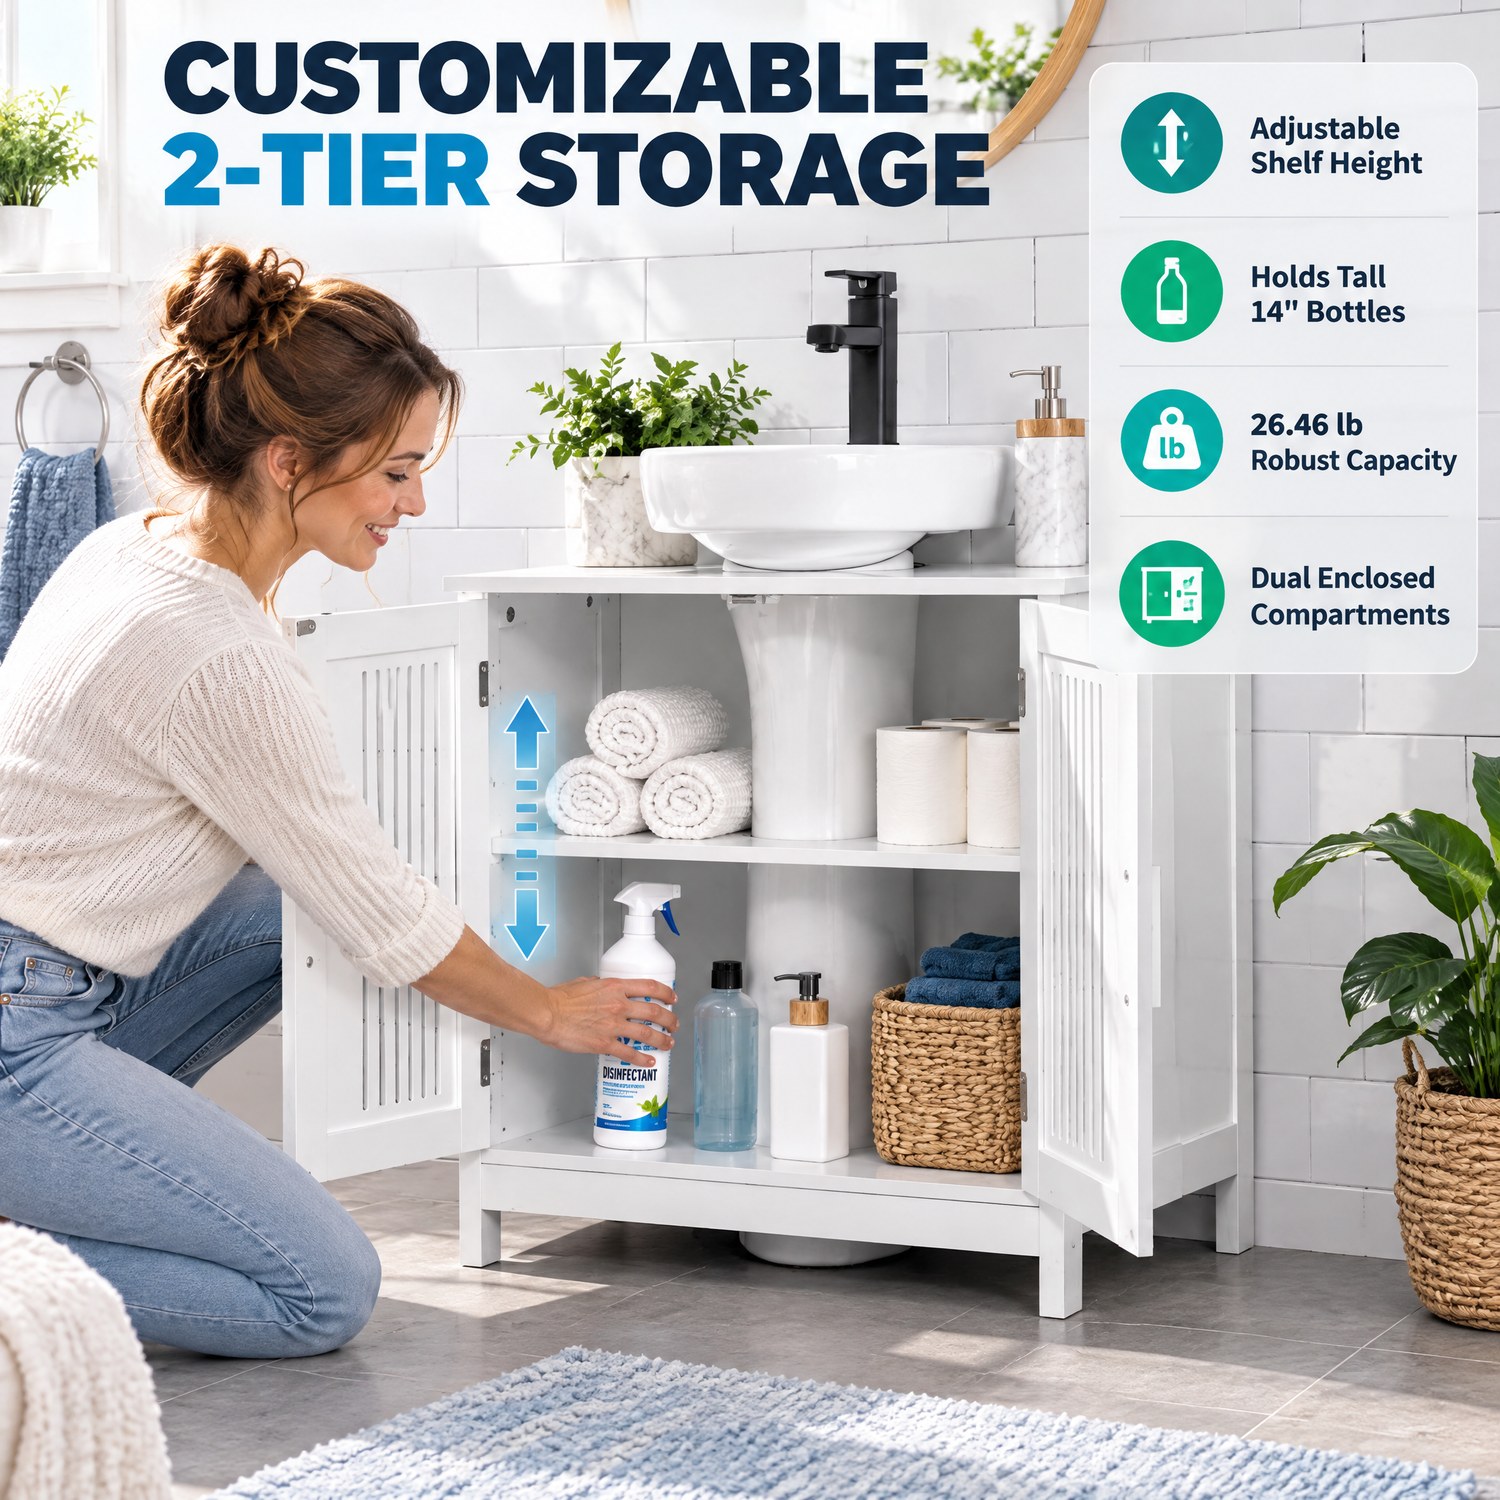 CUSTOMIZABLE
2-TIER STORAGE
Adjustable
Shelf Height
Holds Tall
14" Bottles
26.46 lb
Robust Capacity
lb
Dual Enclosed
Compartments
DISINFECTANT